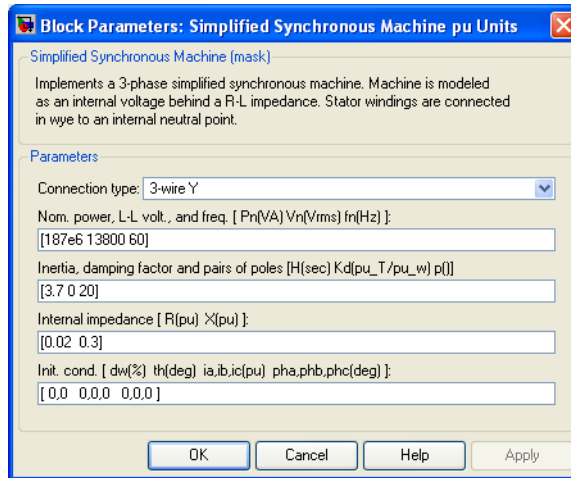 Block Parameters: Simplified Synchronous Machine pu Units
Simplified Synchronous Machine (mask)
Implements a 3-phase simplified synchronous machine. Machine is modeled
as an internal voltage behind a R-L impedance. Stator windings are connected
in wye to an internal neutral point.
Parameters
Connection type: 3-wire Y
Nom. power, L-L volt., and freq. [ Pn(VA) Vn(Vrms) fn(Hz) ]:
[187e6 13800 60]
Inertia, damping factor and pairs of poles [H(sec) Kd(pu_T/pu_w) p()]
[3.7 0 20]
Internal impedance [ R(pu) X(pu) ]:
[0.02 0.3]
Init. cond. [ dw(%) th(deg) ia,ib,ic(pu) pha,phb,phc(deg) ]:
[ 0,0 0,0,0 0,0,0 ]
OK Cancel Help Apply